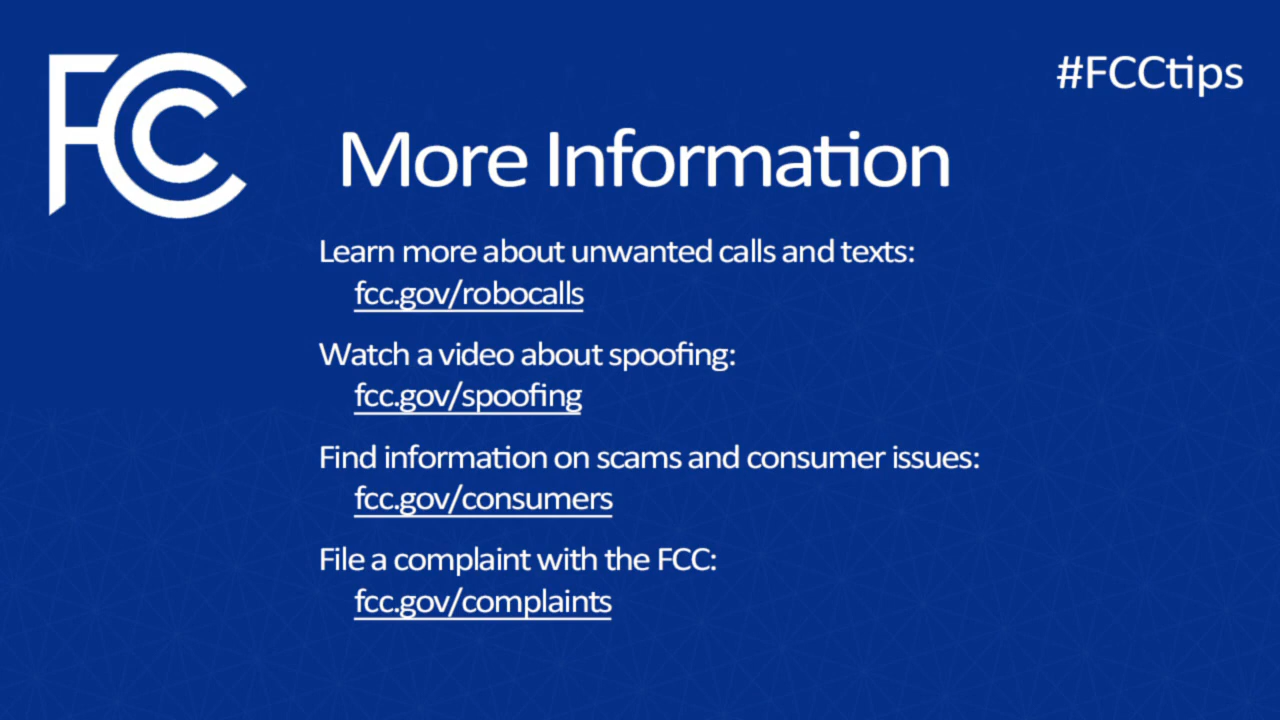 FCC
#FCCtips
More Information
Learn more about unwanted calls and texts:
fcc.gov/robocalls
Watch a video about spoofing:
fcc.gov/spoofing
Find information on scams and consumer issues:
fcc.gov/consumers
File a complaint with the FCC:
fcc.gov/complaints